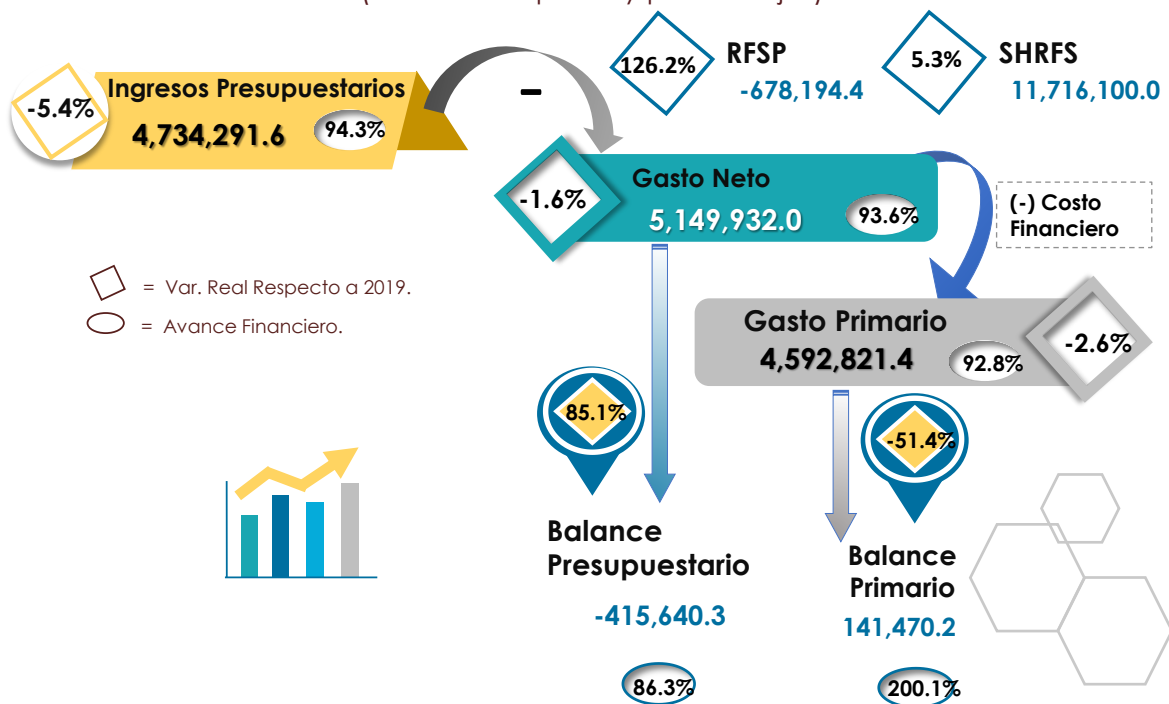 -5.4%
Ingresos Presupuestarios
4,734,291.6
94.3%
–
126.2%
RFSP
-678,194.4
5.3%
SHRFS
11,716,100.0
-1.6%
Gasto Neto
5,149,932.0
93.6%
(-) Costo
Financiero
= Var. Real Respecto a 2019.
= Avance Financiero.
Gasto Primario
4,592,821.4
92.8%
-2.6%
85.1%
-51.4%
Balance
Presupuestario
-415,640.3
86.3%
Balance
Primario
141,470.2
200.1%